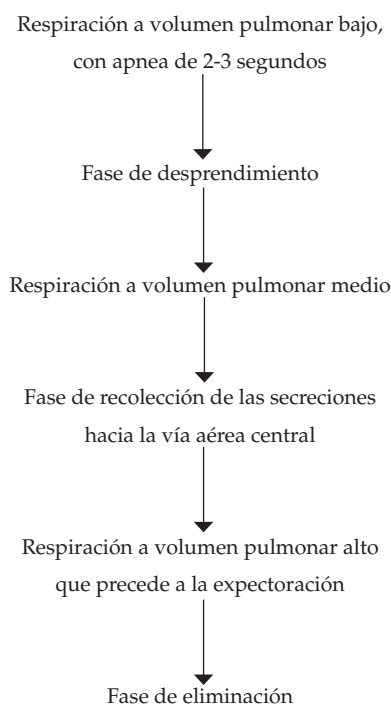 Respiración a volumen pulmonar bajo,
con apnea de 2-3 segundos
Fase de desprendimiento
Respiración a volumen pulmonar medio
Fase de recolección de las secreciones
hacia la vía aérea central
Respiración a volumen pulmonar alto
que precede a la expectoración
Fase de eliminación